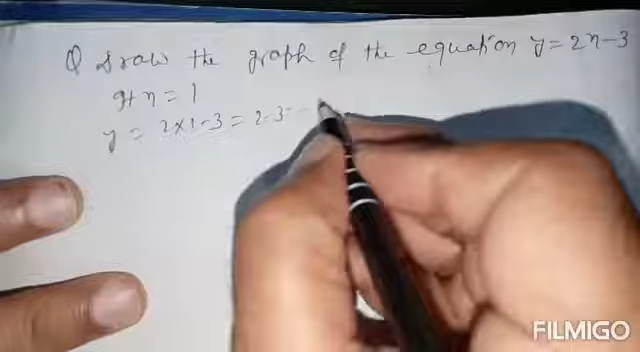 Q Draw the graph of the equation y = 2x - 3
If x = 1
y = 2×1-3 = 2-3
FILMIGO